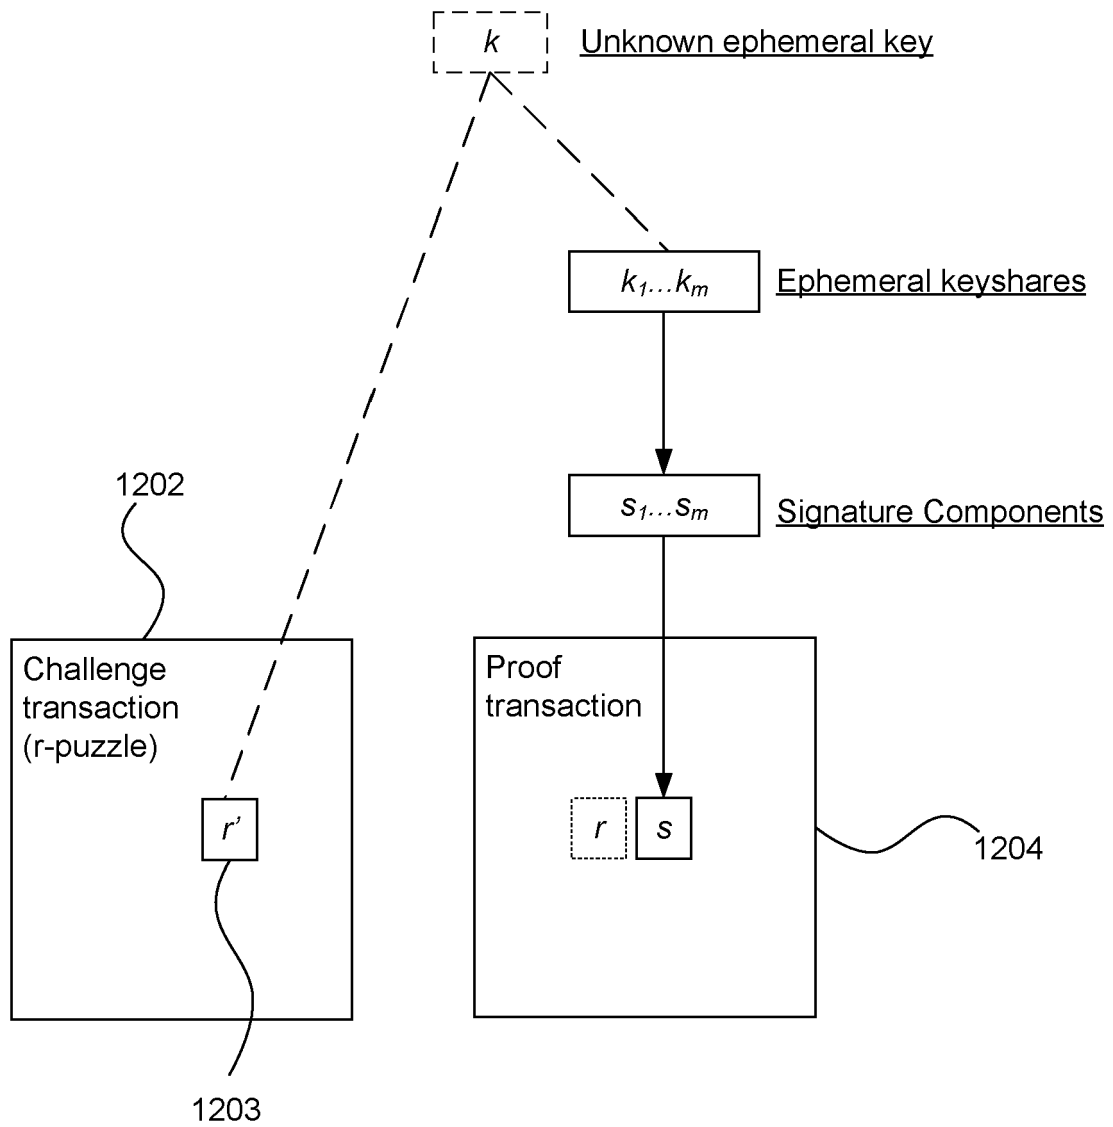 k
Unknown ephemeral key
k₁...kₘ
Ephemeral keyshares
1202
s₁...sₘ
Signature Components
Challenge
transaction
(r-puzzle)
r’
1203
Proof
transaction
r
s
1204